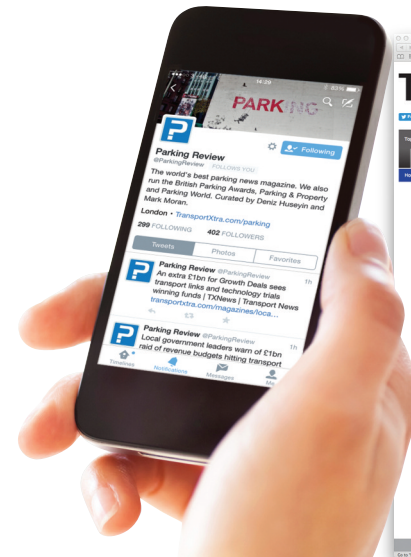 14:20
83%
PARKING
Following
Parking Review
@ParkingReview FOLLOWS YOU
The world's best parking news magazine. We also
run the British Parking Awards, Parking & Property
and Parking World. Curated by Deniz Huseyin and
Mark Moran.
London • TransportXtra.com/parking
299 FOLLOWING 402 FOLLOWERS
Tweets Photos Favorites
Parking Review @ParkingReview 1h
An extra £1bn for Growth Deals sees
transport links and technology trials
winning funds | TXNews | Transport News
transportxtra.com/magazines/loca...
Parking Review @ParkingReview 1h
Local government leaders warn of £1bn
raid of revenue budgets hitting transport
Timelines Notifications Messages Me